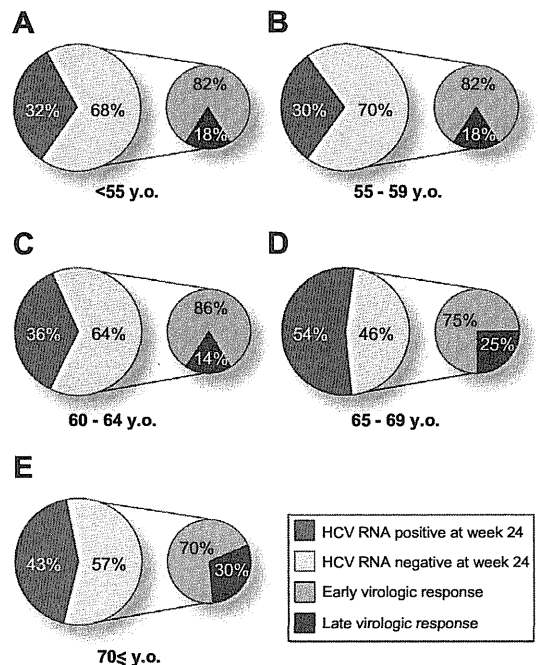 A
B
32%
68%
82%
18%
30%
70%
82%
18%
<55 y.o.
55 - 59 y.o.
C
D
36%
64%
86%
14%
54%
46%
75%
25%
60 - 64 y.o.
65 - 69 y.o.
E
43%
57%
70%
30%
70≤ y.o.
HCV RNA positive at week 24
HCV RNA negative at week 24
Early virologic response
Late virologic response